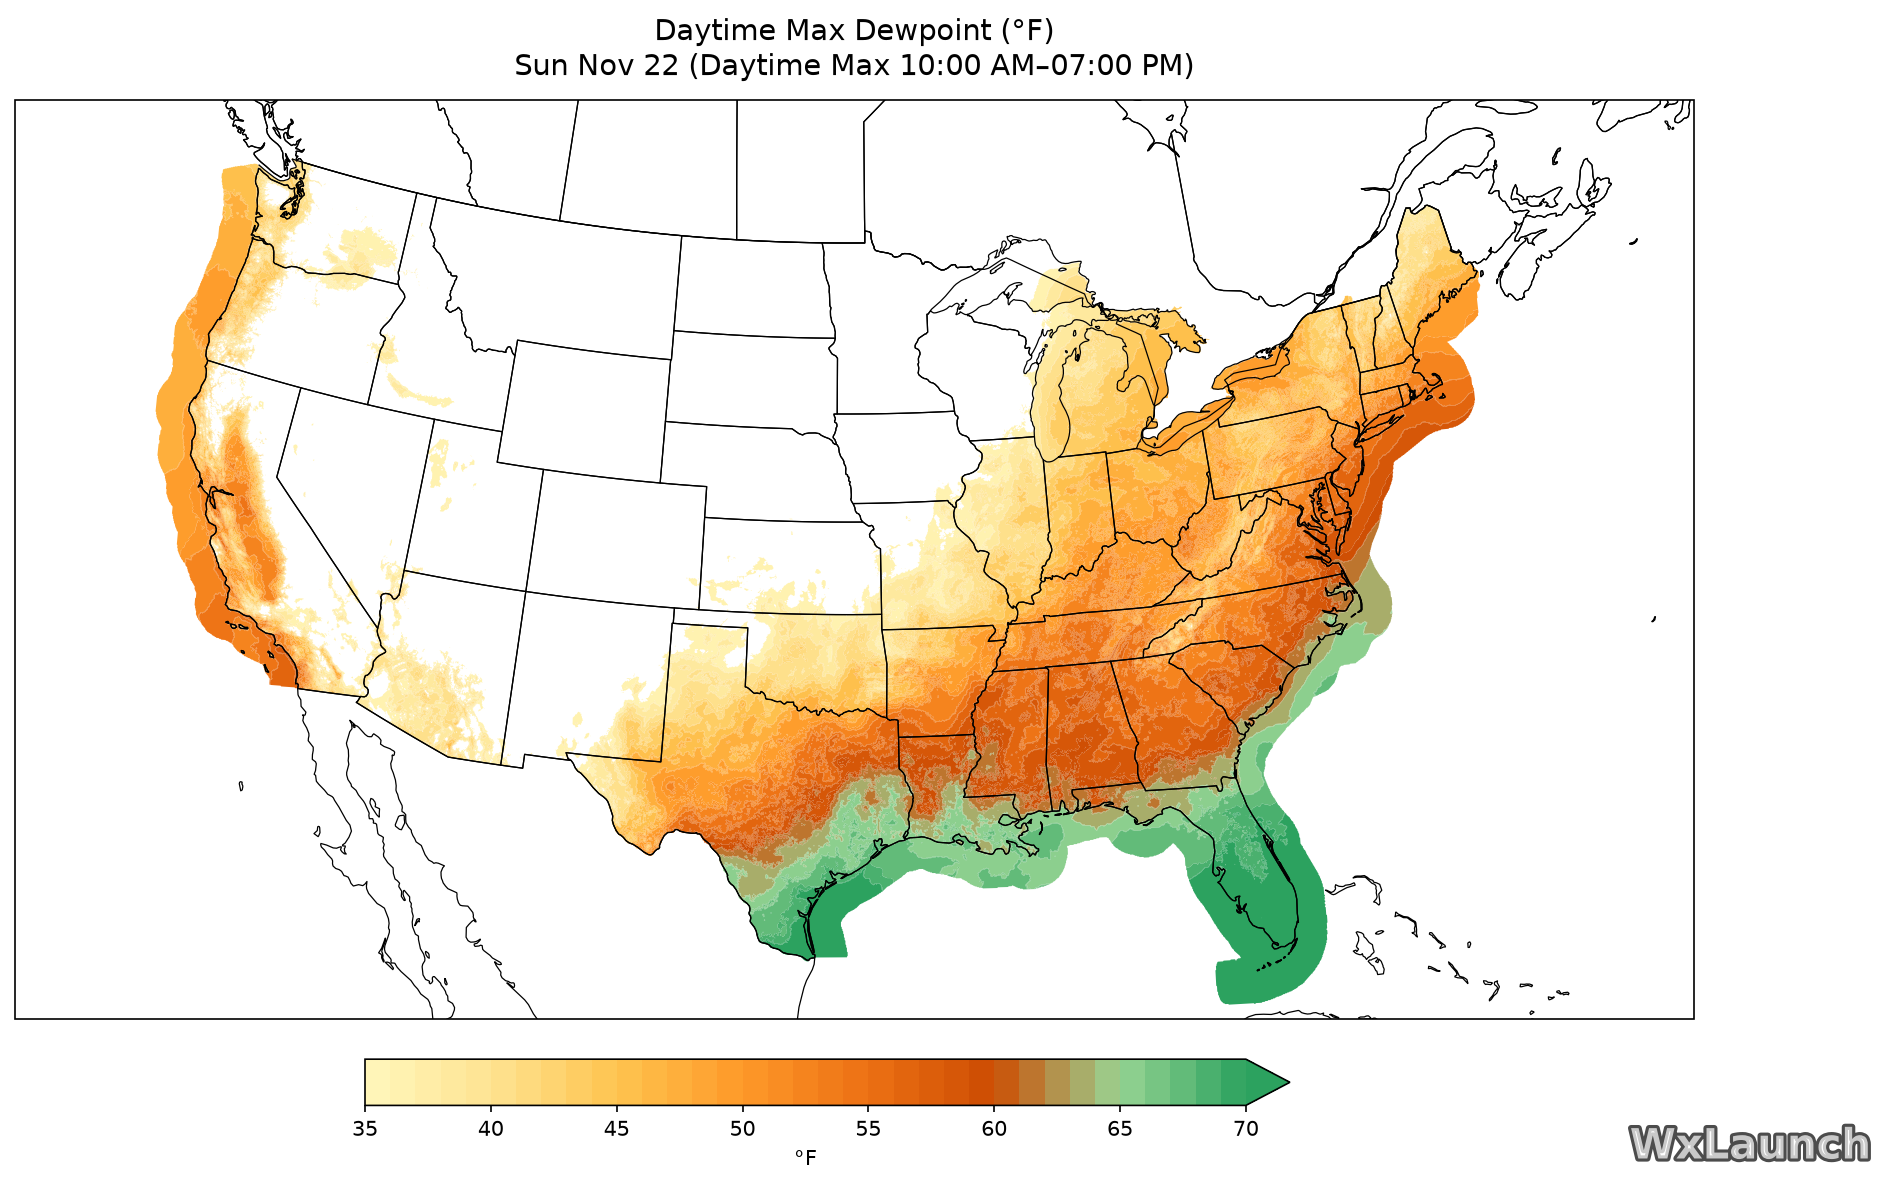 Daytime Max Dewpoint (°F)
Sun Nov 22 (Daytime Max 10:00 AM–07:00 PM)
35 40 45 50 55 60 65 70
°F
WxLaunch